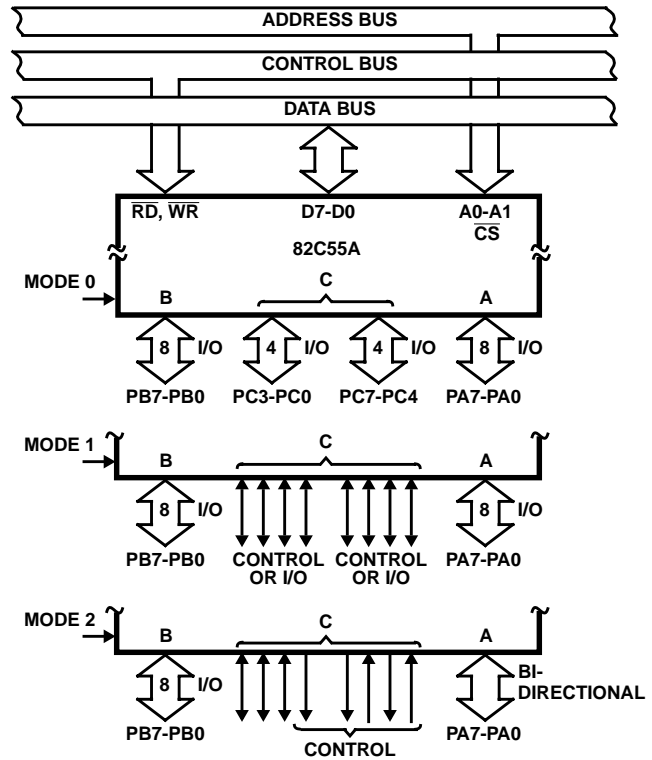 ADDRESS BUS
CONTROL BUS
DATA BUS
RD, WR D7-D0 A0-A1
CS
82C55A
MODE 0
B C A
8 I/O 4 I/O 4 I/O 8 I/O
PB7-PB0 PC3-PC0 PC7-PC4 PA7-PA0
MODE 1
B C A
8 I/O 8 I/O
PB7-PB0 CONTROL OR I/O CONTROL OR I/O PA7-PA0
MODE 2
B C A
8 I/O BI-
DIRECTIONAL
PB7-PB0 CONTROL PA7-PA0